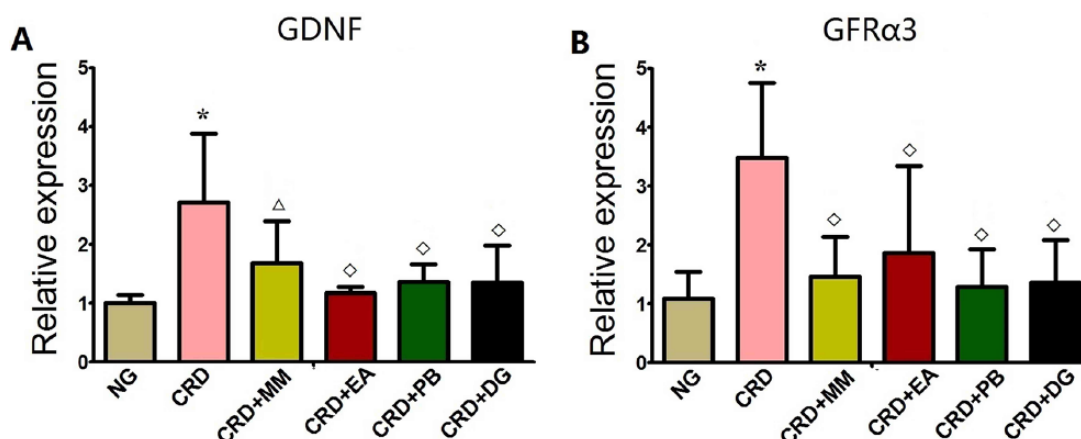 A
GDNF
Relative expression
5
4
3
2
1
0
*
△
◇
◇
◇
NG
CRD
CRD+MM
CRD+EA
CRD+PB
CRD+DG
B
GFRα3
Relative expression
5
4
3
2
1
0
*
◇
◇
◇
◇
NG
CRD
CRD+MM
CRD+EA
CRD+PB
CRD+DG